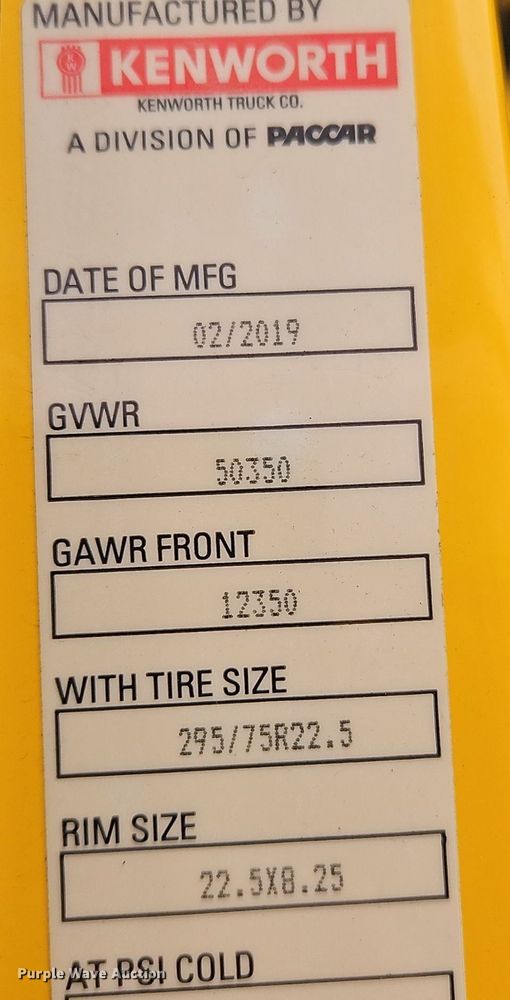 MANUFACTURED BY
KW KENWORTH
KENWORTH TRUCK CO.
A DIVISION OF PACCAR
DATE OF MFG
02/2019
GVWR
50350
GAWR FRONT
12350
WITH TIRE SIZE
295/75R22.5
RIM SIZE
22.5X8.25
AT PSI COLD
Purple Wave Auction